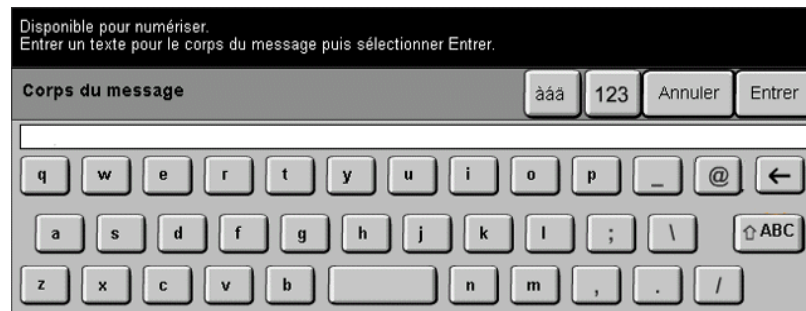 Disponible pour numériser.
Entrer un texte pour le corps du message puis sélectionner Entrer.
Corps du message àáâ 123 Annuler Entrer
q w e r t y u i o p _ @ ←
a s d f g h j k l ; \ ⇧ABC
z x c v b n m , . /